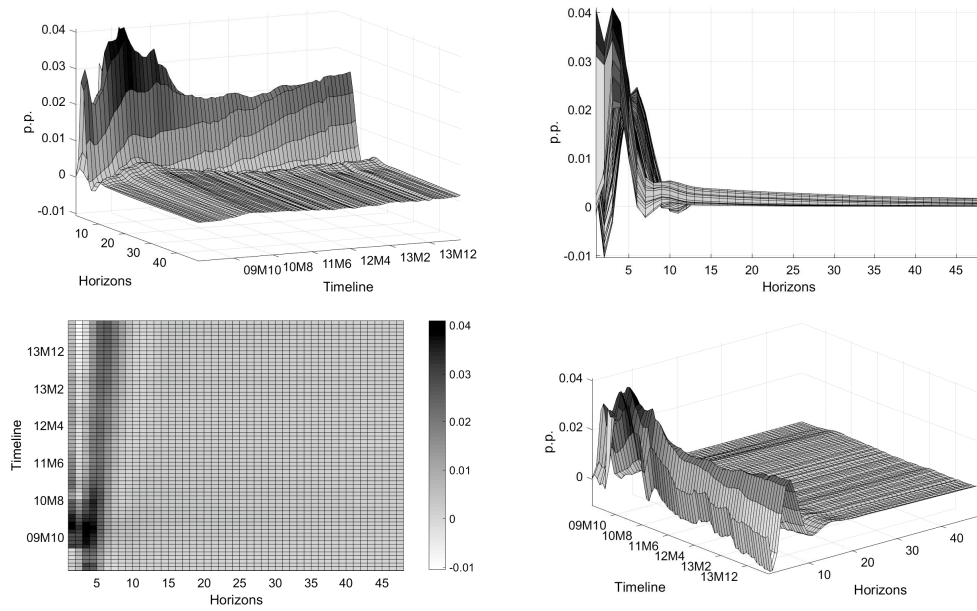 0.04
0.03
0.02
0.01
0
-0.01
p.p.
10
20
30
40
Horizons
09M10 10M8 11M6 12M4 13M2 13M12
Timeline
0.04
0.03
0.02
0.01
0
-0.01
p.p.
5 10 15 20 25 30 35 40 45
Horizons
13M12
13M2
12M4
11M6
10M8
09M10
Timeline
5 10 15 20 25 30 35 40 45
Horizons
0.04
0.03
0.02
0.01
0
-0.01
0.04
0.02
0
p.p.
09M10
10M8
11M6
12M4
13M2
13M12
Timeline
10
20
30
40
Horizons